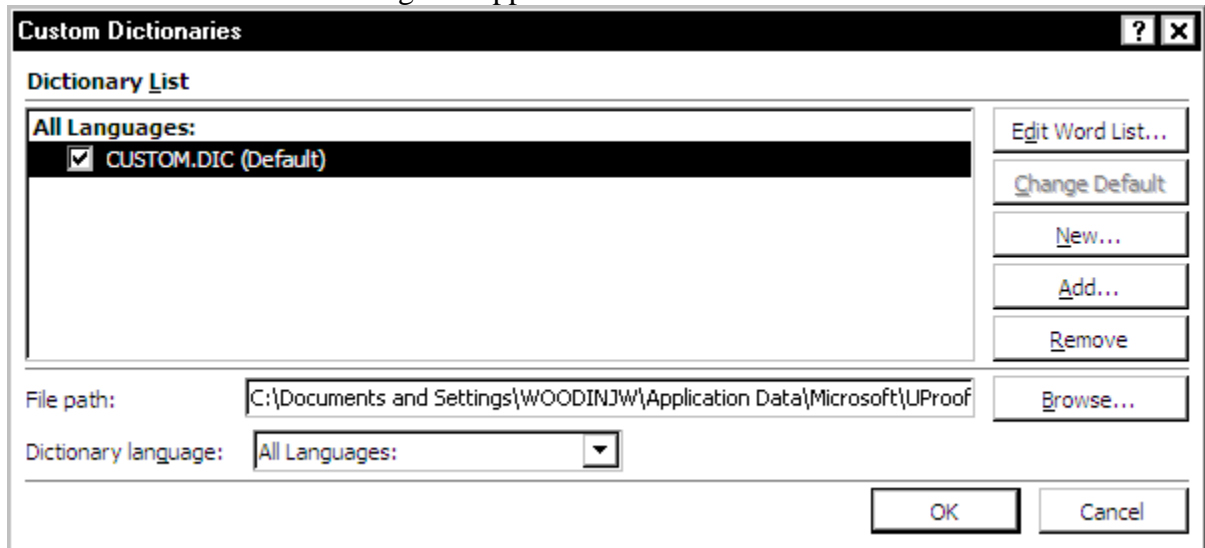 Custom Dictionaries
Dictionary List
All Languages:
CUSTOM.DIC (Default)
Edit Word List...
Change Default
New...
Add...
Remove
File path: C:\Documents and Settings\WOODINJW\Application Data\Microsoft\UProof
Browse...
Dictionary language: All Languages:
OK
Cancel